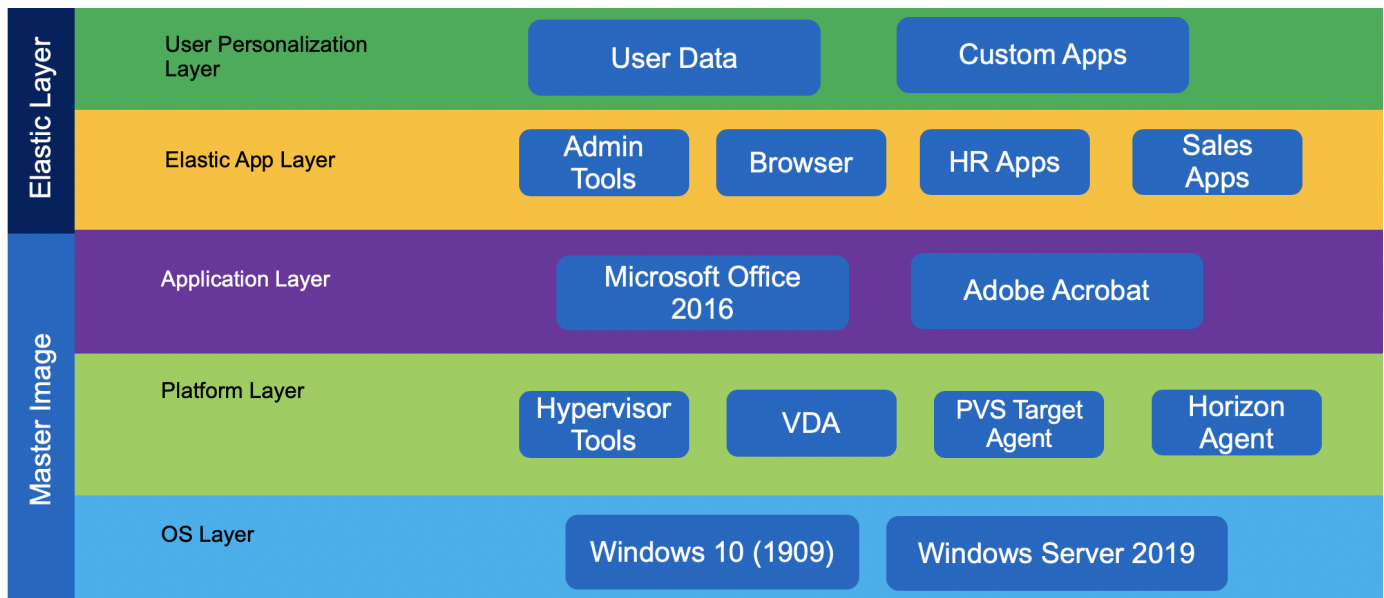 Elastic Layer
User Personalization
Layer
User Data
Custom Apps
Elastic App Layer
Admin
Tools
Browser
HR Apps
Sales
Apps
Master Image
Application Layer
Microsoft Office
2016
Adobe Acrobat
Platform Layer
Hypervisor
Tools
VDA
PVS Target
Agent
Horizon
Agent
OS Layer
Windows 10 (1909)
Windows Server 2019